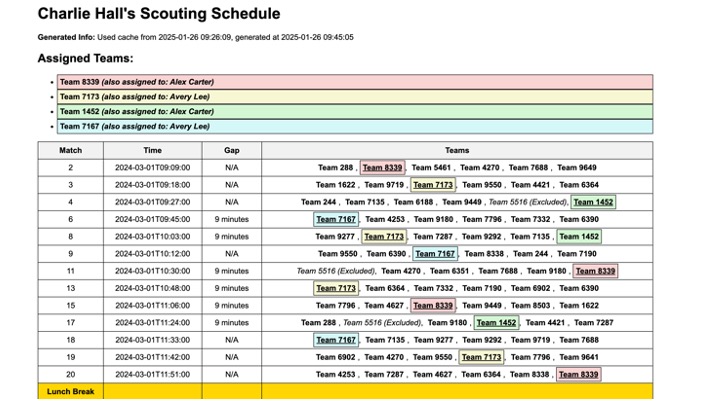 Charlie Hall's Scouting Schedule
Generated Info: Used cache from 2025-01-26 09:26:09, generated at 2025-01-26 09:45:05
Assigned Teams:
• Team 8339 (also assigned to: Alex Carter)
• Team 7173 (also assigned to: Avery Lee)
• Team 1452 (also assigned to: Alex Carter)
• Team 7167 (also assigned to: Avery Lee)
Match Time Gap Teams
2 2024-03-01T09:09:00 N/A Team 288 , Team 8339 , Team 5461 , Team 4270 , Team 7688 , Team 9649
3 2024-03-01T09:18:00 N/A Team 1622 , Team 9719 , Team 7173 , Team 9550 , Team 4421 , Team 6364
4 2024-03-01T09:27:00 N/A Team 244 , Team 7135 , Team 6188 , Team 9449 , Team 5516 (Excluded), Team 1452
6 2024-03-01T09:45:00 9 minutes Team 7167 , Team 4253 , Team 9180 , Team 7796 , Team 7332 , Team 6390
8 2024-03-01T10:03:00 9 minutes Team 9277 , Team 7173 , Team 7287 , Team 9292 , Team 7135 , Team 1452
9 2024-03-01T10:12:00 N/A Team 9550 , Team 6390 , Team 7167 , Team 8338 , Team 244 , Team 7190
11 2024-03-01T10:30:00 9 minutes Team 5516 (Excluded), Team 4270 , Team 6351 , Team 7688 , Team 9180 , Team 8339
13 2024-03-01T10:48:00 9 minutes Team 7173 , Team 6364 , Team 7332 , Team 7190 , Team 6902 , Team 6390
15 2024-03-01T11:06:00 9 minutes Team 7796 , Team 4627 , Team 8339 , Team 9449 , Team 8503 , Team 1622
17 2024-03-01T11:24:00 9 minutes Team 288 , Team 5516 (Excluded), Team 9180 , Team 1452 , Team 4421 , Team 7287
18 2024-03-01T11:33:00 N/A Team 7167 , Team 7135 , Team 9277 , Team 9292 , Team 9719 , Team 7688
19 2024-03-01T11:42:00 N/A Team 6902 , Team 4270 , Team 9550 , Team 7173 , Team 7796 , Team 9641
20 2024-03-01T11:51:00 N/A Team 4253 , Team 7287 , Team 4627 , Team 6364 , Team 8338 , Team 8339
Lunch Break